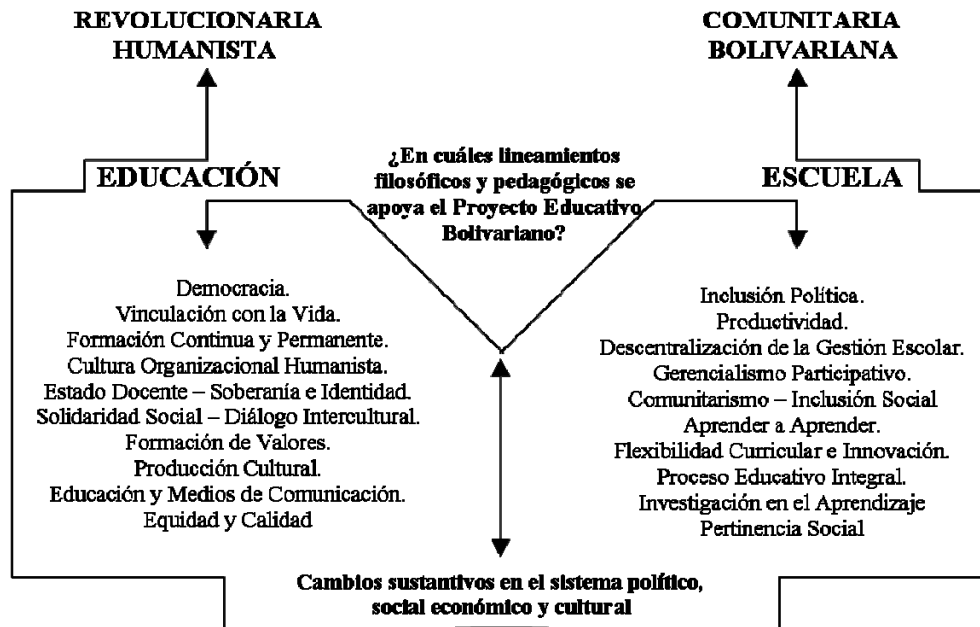 REVOLUCIONARIA
HUMANISTA
COMUNITARIA
BOLIVARIANA
¿En cuáles lineamientos
filosóficos y pedagógicos se
apoya el Proyecto Educativo
Bolivariano?
EDUCACIÓN
ESCUELA
Democracia.
Vinculación con la Vida.
Formación Continua y Permanente.
Cultura Organizacional Humanista.
Estado Docente – Soberanía e Identidad.
Solidaridad Social – Diálogo Intercultural.
Formación de Valores.
Producción Cultural.
Educación y Medios de Comunicación.
Equidad y Calidad
Inclusión Política.
Productividad.
Descentralización de la Gestión Escolar.
Gerencialismo Participativo.
Comunitarismo – Inclusión Social
Aprender a Aprender.
Flexibilidad Curricular e Innovación.
Proceso Educativo Integral.
Investigación en el Aprendizaje
Pertinencia Social
Cambios sustantivos en el sistema político,
social económico y cultural